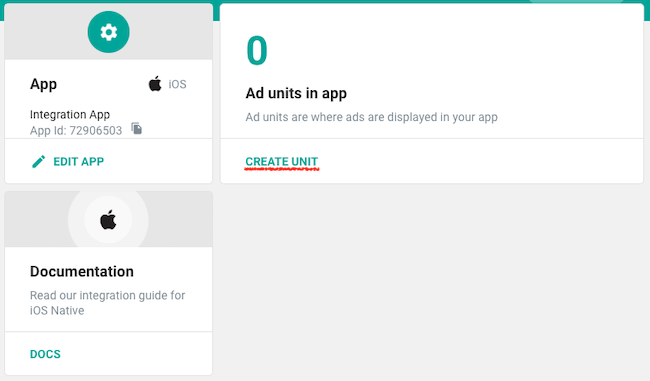 App
iOS
Integration App
App Id: 72906503
EDIT APP
0
Ad units in app
Ad units are where ads are displayed in your app
CREATE UNIT
Documentation
Read our integration guide for
iOS Native
DOCS